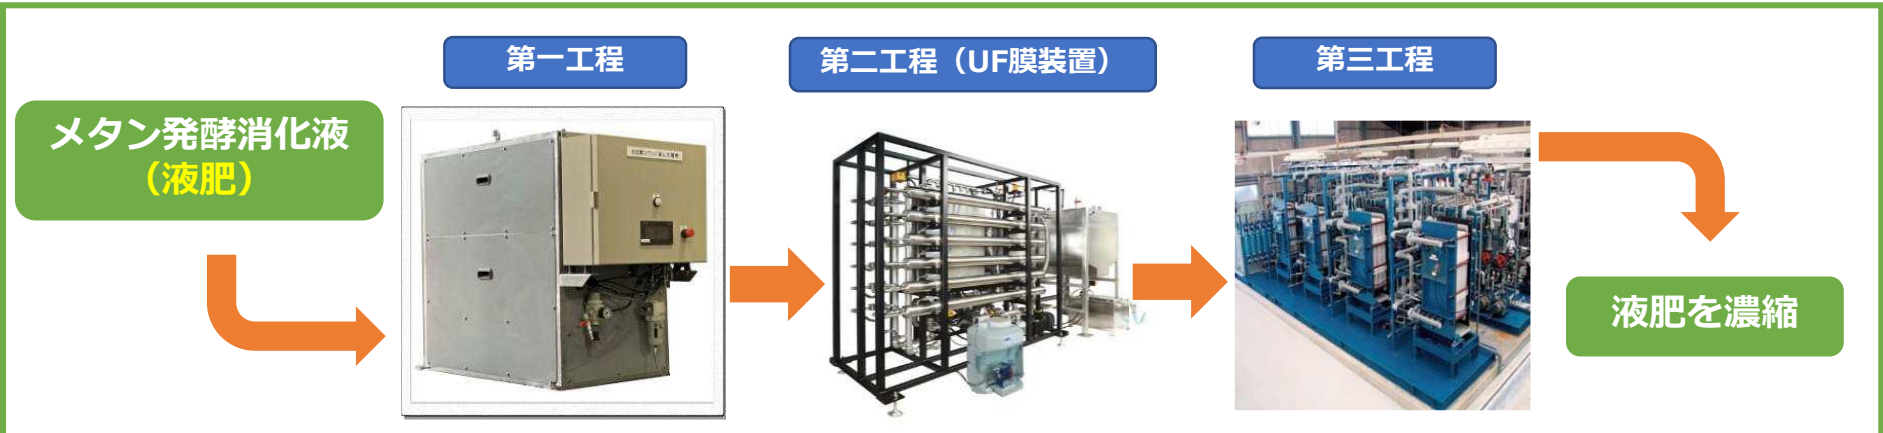 第一工程
第二工程（UF膜装置）
第三工程
メタン発酵消化液
（液肥）
液肥を濃縮